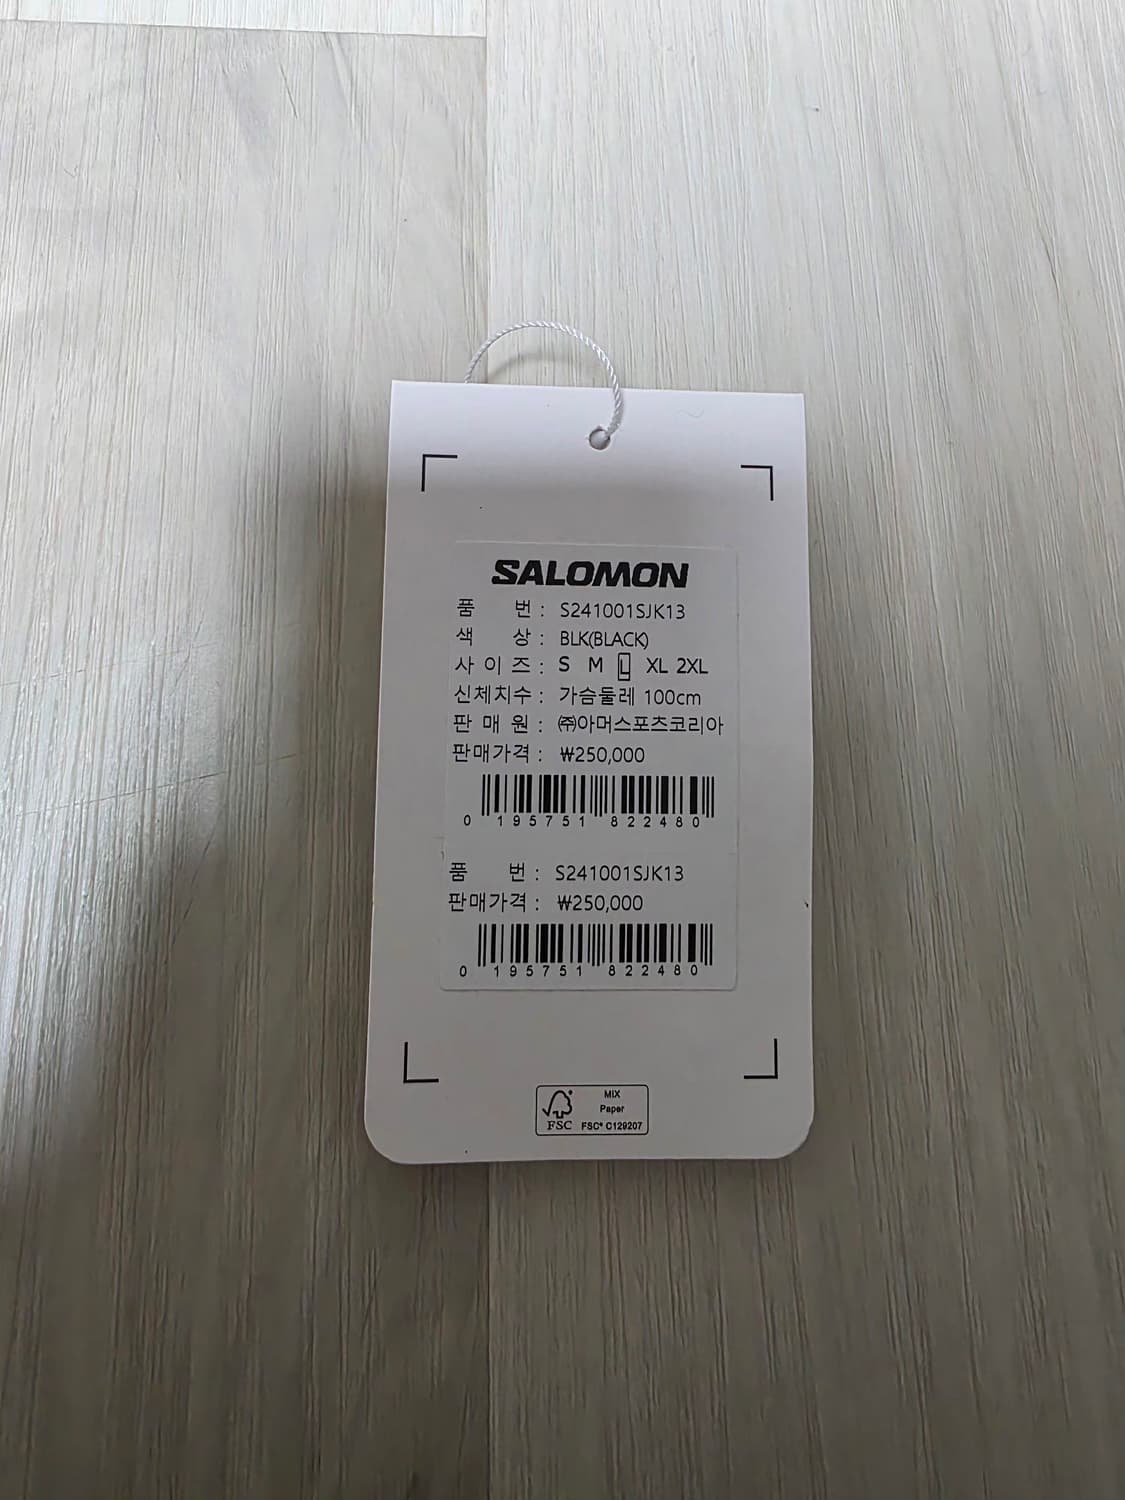 SALOMON
품 번 : S241001SJK13
색 상 : BLK(BLACK)
사 이 즈 : S M L XL 2XL
신체치수 : 가슴둘레 100cm
판 매 원 : ㈜아머스포츠코리아
판매가격 : ₩250,000
0 195751 822480
품 번 : S241001SJK13
판매가격 : ₩250,000
0 195751 822480
FSC
MIX
Paper
FSC® C129207